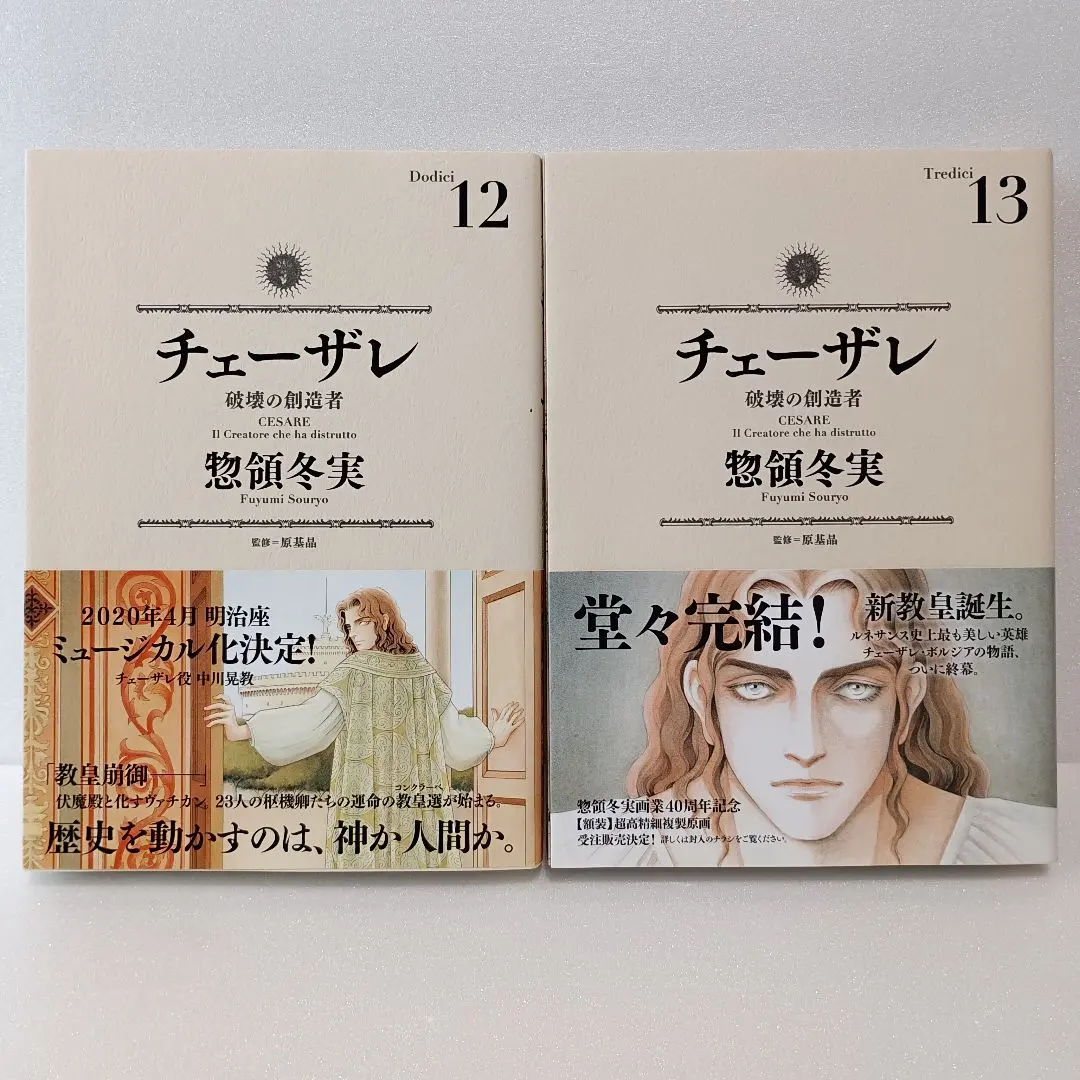 Dodici
12
チェーザレ
破壊の創造者
CESARE
Il Creatore che ha distrutto
惣領冬実
Fuyumi Souryo
監修=原基晶
2020年4月 明治座
ミュージカル化決定!
チェーザレ役 中川晃教
「教皇崩御――」
コンクラーベ
伏魔殿と化すヴァチカン。23人の枢機卿たちの運命の教皇選が始まる。
歴史を動かすのは、神か人間か。
Tredici
13
チェーザレ
破壊の創造者
CESARE
Il Creatore che ha distrutto
惣領冬実
Fuyumi Souryo
監修=原基晶
堂々完結!
新教皇誕生。
ルネサンス史上最も美しい英雄
チェーザレ・ボルジアの物語、
ついに終幕。
惣領冬実画業40周年記念
【額装】超高精細複製原画
受注販売決定! 詳しくは封入のチラシをご覧ください。